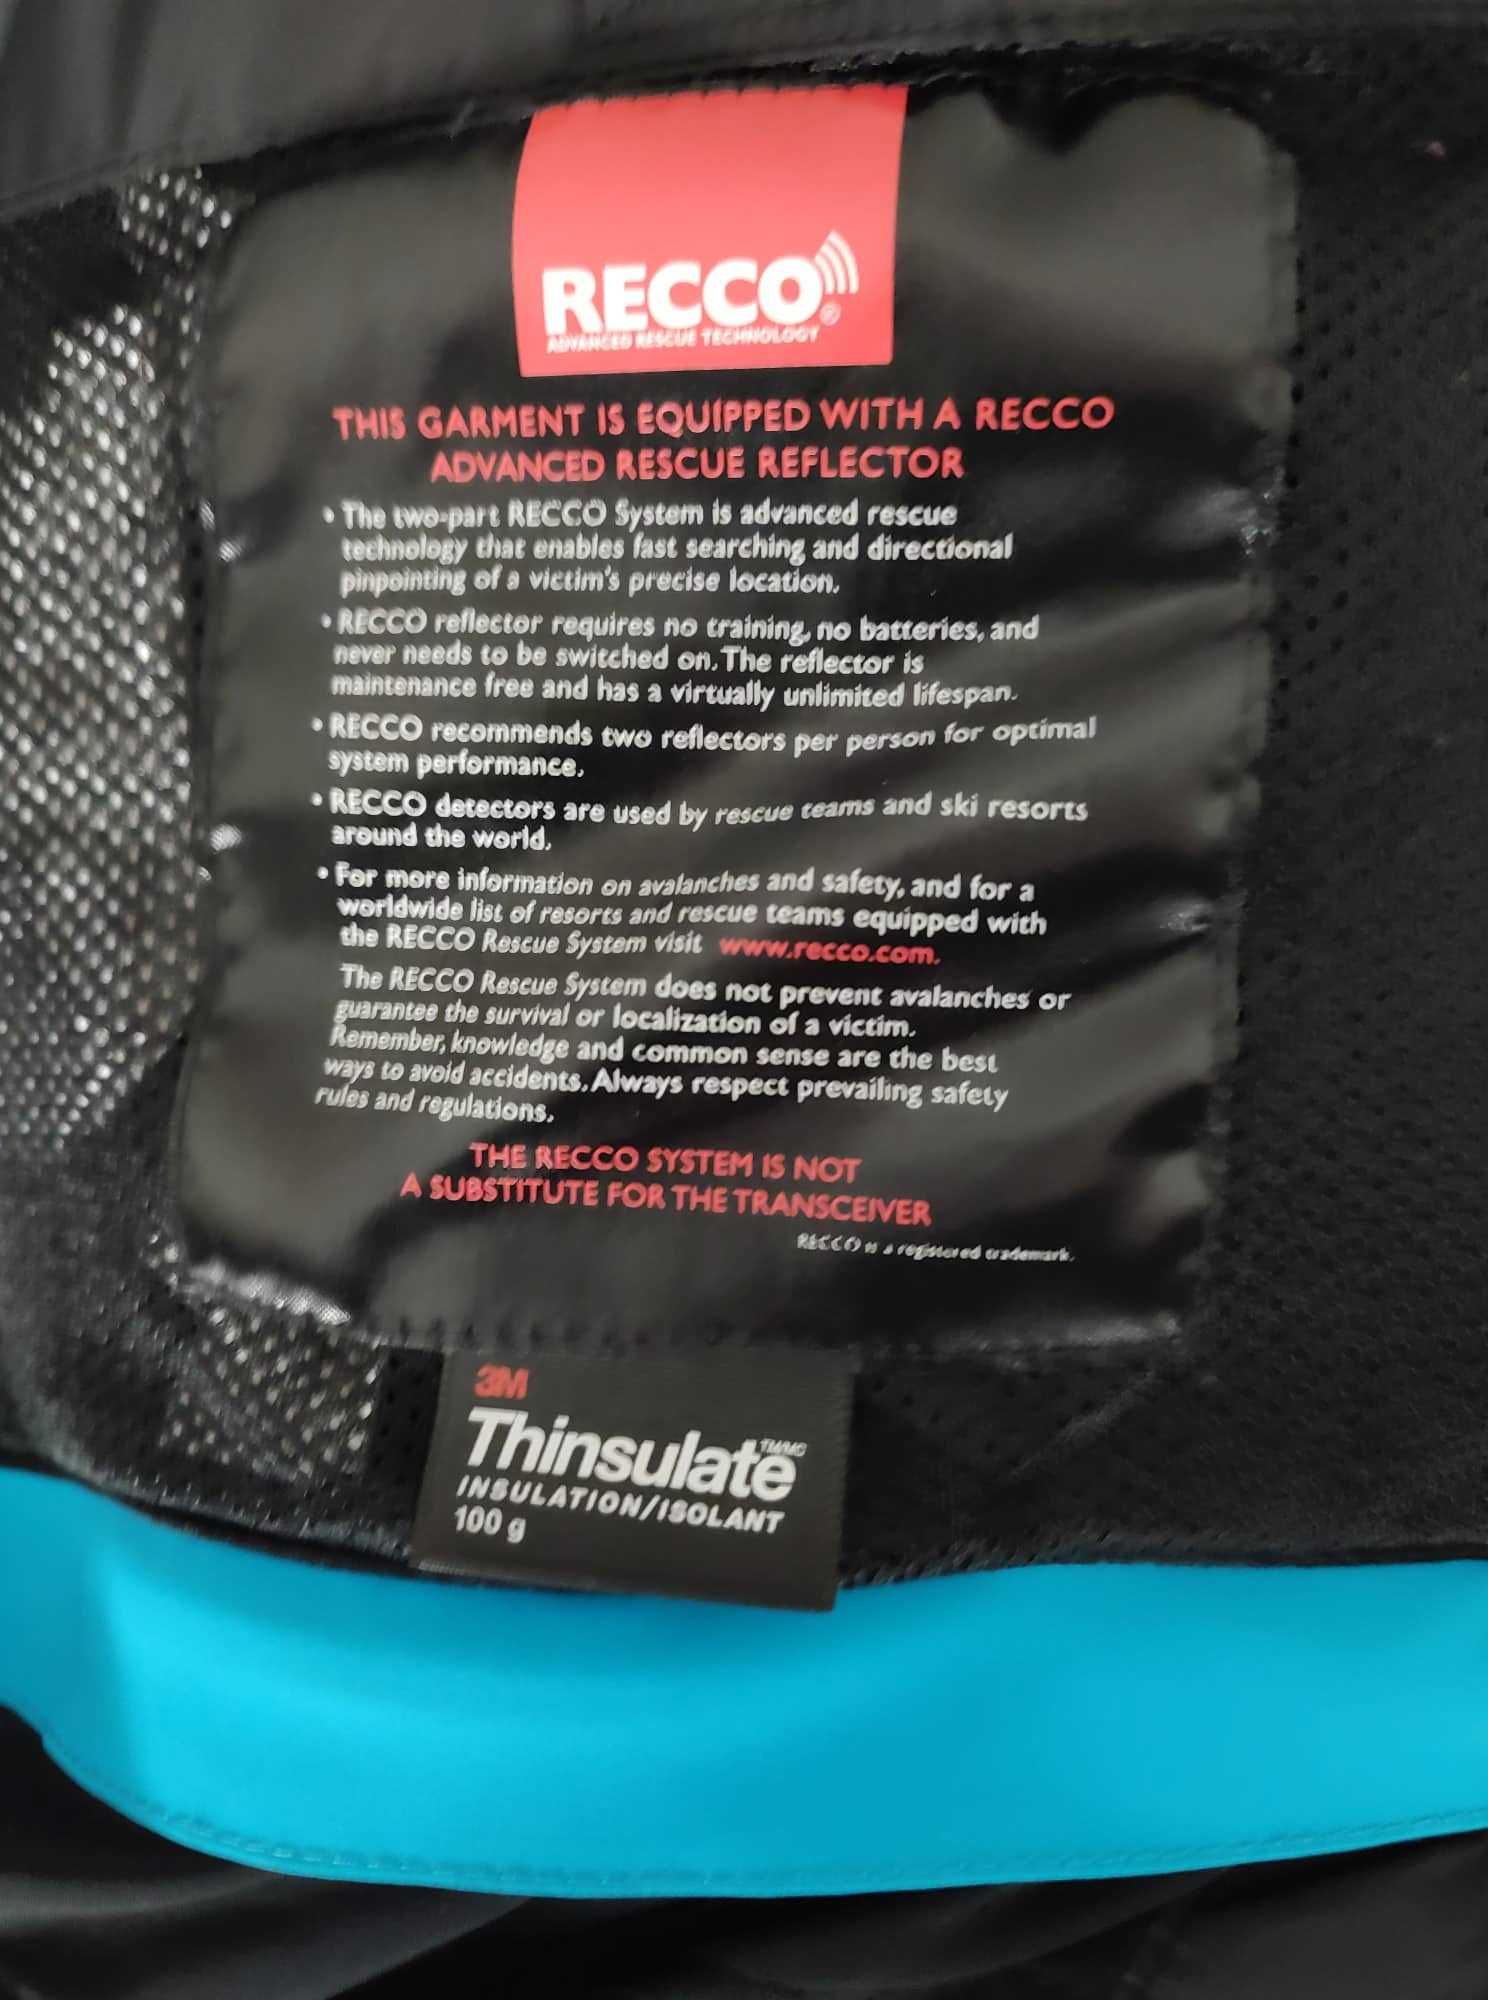 RECCO®
ADVANCED RESCUE TECHNOLOGY
THIS GARMENT IS EQUIPPED WITH A RECCO
ADVANCED RESCUE REFLECTOR
• The two-part RECCO System is advanced rescue
technology that enables fast searching and directional
pinpointing of a victim's precise location.
• RECCO reflector requires no training, no batteries, and
never needs to be switched on. The reflector is
maintenance free and has a virtually unlimited lifespan.
• RECCO recommends two reflectors per person for optimal
system performance.
• RECCO detectors are used by rescue teams and ski resorts
around the world.
• For more information on avalanches and safety, and for a
worldwide list of resorts and rescue teams equipped with
the RECCO Rescue System visit www.recco.com.
The RECCO Rescue System does not prevent avalanches or
guarantee the survival or localization of a victim.
Remember, knowledge and common sense are the best
ways to avoid accidents. Always respect prevailing safety
rules and regulations.
THE RECCO SYSTEM IS NOT
A SUBSTITUTE FOR THE TRANSCEIVER
RECCO is a registered trademark.
3M
Thinsulate TM/MC
INSULATION/ISOLANT
100 g